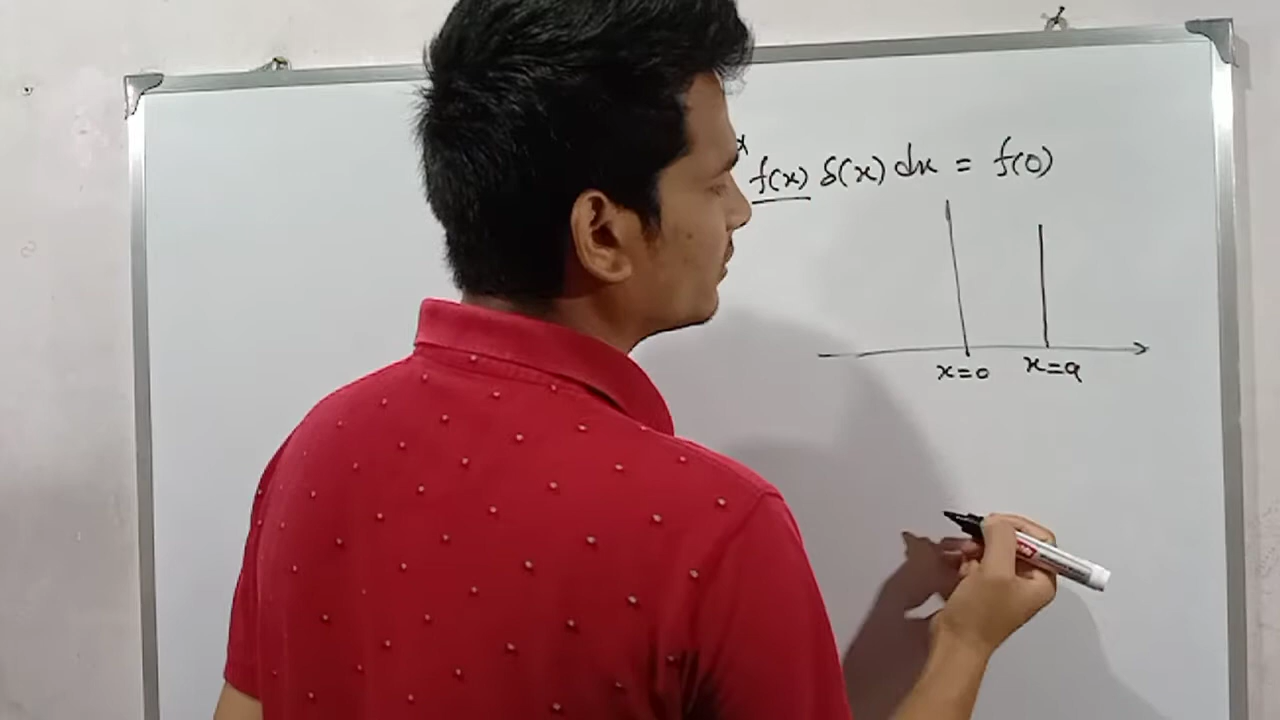 f(x) δ(x) dx = f(0)
x=0 x=a